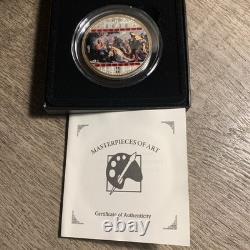 MASTERPIECES OF ART
Certificate of Authenticity